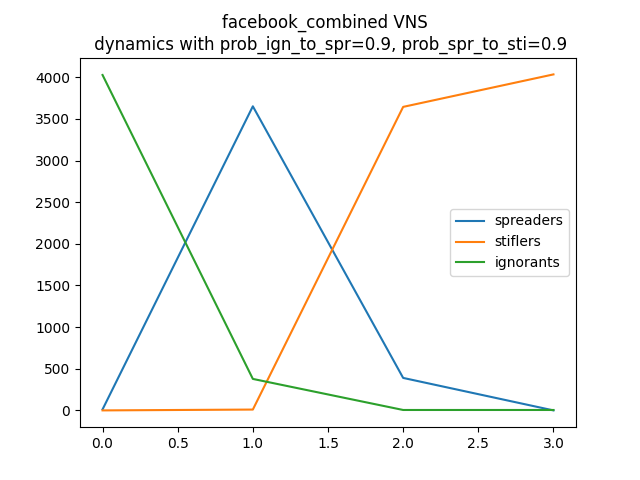 facebook_combined VNS
dynamics with prob_ign_to_spr=0.9, prob_spr_to_sti=0.9
4000
3500
3000
2500
2000
1500
1000
500
0
spreaders
stiflers
ignorants
0.0 0.5 1.0 1.5 2.0 2.5 3.0